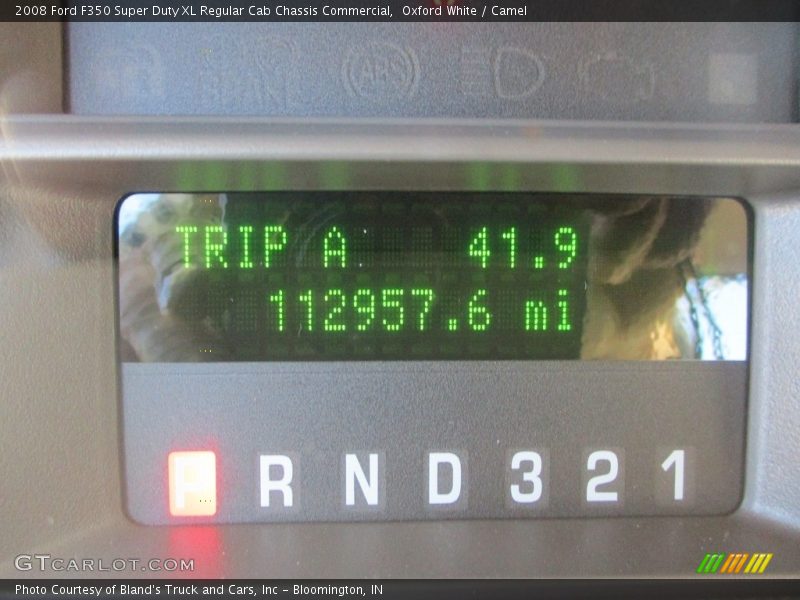 2008 Ford F350 Super Duty XL Regular Cab Chassis Commercial, Oxford White / Camel
ABS
TRIP A 41.9
112957.6 mi
P R N D 3 2 1
GTCARLOT.COM
Photo Courtesy of Bland's Truck and Cars, Inc - Bloomington, IN